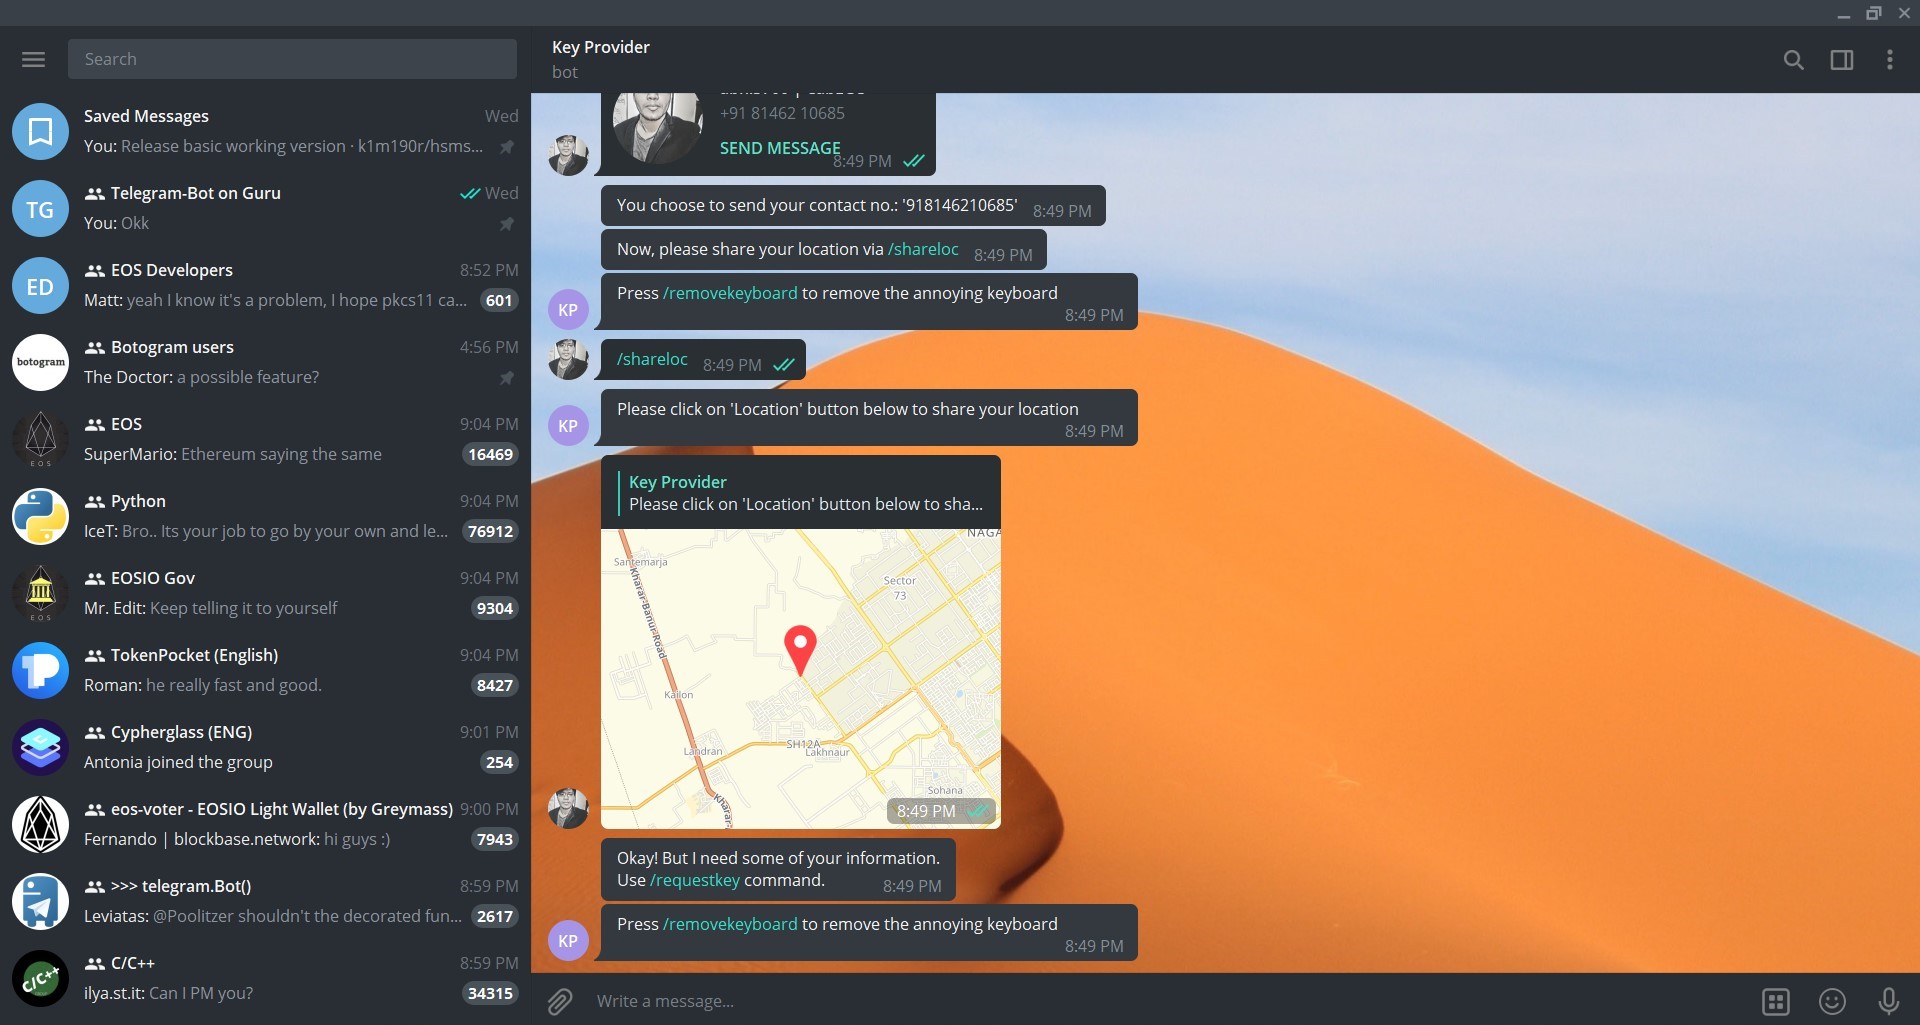 Search
Saved Messages
Wed
You: Release basic working version · k1m190r/hsms...
TG
Telegram-Bot on Guru
Wed
You: Okk
ED
EOS Developers
8:52 PM
Matt: yeah I know it's a problem, I hope pkcs11 ca...
601
botogram
Botogram users
4:56 PM
The Doctor: a possible feature?
EOS
EOS
9:04 PM
SuperMario: Ethereum saying the same
16469
Python
9:04 PM
IceT: Bro.. Its your job to go by your own and le...
76912
EOS
EOSIO Gov
9:04 PM
Mr. Edit: Keep telling it to yourself
9304
TokenPocket (English)
9:04 PM
Roman: he really fast and good.
8427
Cypherglass (ENG)
9:01 PM
Antonia joined the group
254
eos-voter - EOSIO Light Wallet (by Greymass)
9:00 PM
Fernando | blockbase.network: hi guys :)
7943
>>> telegram.Bot()
8:59 PM
Leviatas: @Poolitzer shouldn't the decorated fun...
2617
C/C++
C/C++
8:59 PM
ilya.st.it: Can I PM you?
34315
Key Provider
bot
+91 81462 10685
SEND MESSAGE
8:49 PM
You choose to send your contact no.: '918146210685'
8:49 PM
Now, please share your location via /shareloc
8:49 PM
KP
Press /removekeyboard to remove the annoying keyboard
8:49 PM
/shareloc
8:49 PM
KP
Please click on 'Location' button below to share your location
8:49 PM
Key Provider
Please click on 'Location' button below to sha...
NAGA
Santemarja
Kharar-Banur-Road
Sector
73
Kailon
Landran
SH12A
Lakhnaur
Sohana
Kharar
8:49 PM
Okay! But I need some of your information.
Use /requestkey command.
8:49 PM
KP
Press /removekeyboard to remove the annoying keyboard
8:49 PM
Write a message...